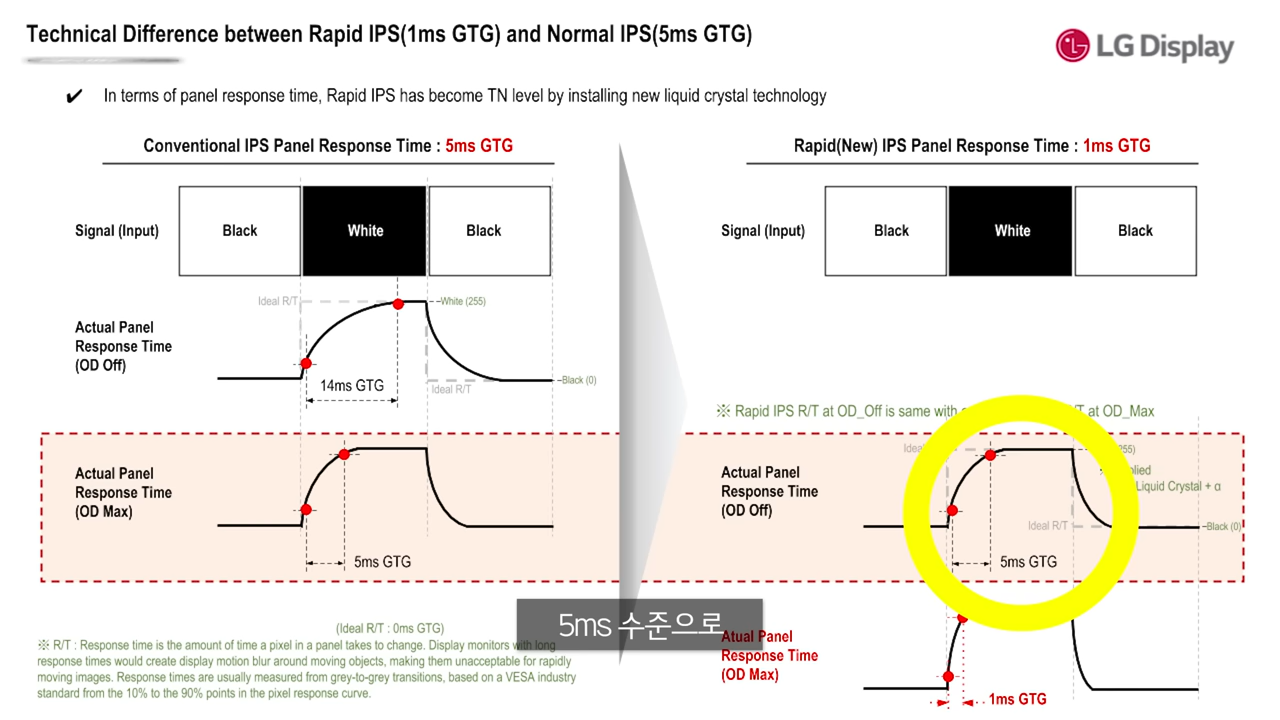 Technical Difference between Rapid IPS(1ms GTG) and Normal IPS(5ms GTG)
LG Display
✔ In terms of panel response time, Rapid IPS has become TN level by installing new liquid crystal technology
Conventional IPS Panel Response Time : 5ms GTG
Signal (Input)
Black
White
Black
Ideal R/T
White (255)
Actual Panel
Response Time
(OD Off)
14ms GTG
Ideal R/T
Black (0)
Actual Panel
Response Time
(OD Max)
5ms GTG
(Ideal R/T : 0ms GTG)
※ R/T : Response time is the amount of time a pixel in a panel takes to change. Display monitors with long
response times would create display motion blur around moving objects, making them unacceptable for rapidly
moving images. Response times are usually measured from grey-to-grey transitions, based on a VESA industry
standard from the 10% to the 90% points in the pixel response curve.
Rapid(New) IPS Panel Response Time : 1ms GTG
Signal (Input)
Black
White
Black
※ Rapid IPS R/T at OD_Off is same with at OD_Max
Actual Panel
Response Time
(OD Off)
Liquid Crystal + α
Ideal R/T
Black (0)
5ms GTG
5ms 수준으로
Atual Panel
Response Time
(OD Max)
1ms GTG